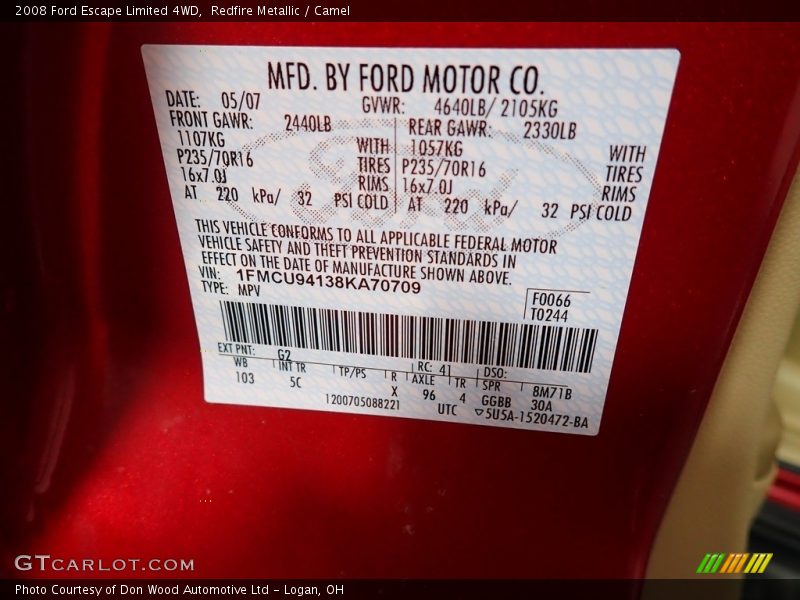 2008 Ford Escape Limited 4WD, Redfire Metallic / Camel
MFD. BY FORD MOTOR CO.
DATE: 05/07 GVWR: 4640LB/ 2105KG
FRONT GAWR: 2440LB REAR GAWR: 2330LB
1107KG WITH 1057KG WITH
P235/70R16 TIRES P235/70R16 TIRES
16x7.0J RIMS 16x7.0J RIMS
AT 220 kPa/ 32 PSI COLD AT 220 kPa/ 32 PSI COLD
THIS VEHICLE CONFORMS TO ALL APPLICABLE FEDERAL MOTOR
VEHICLE SAFETY AND THEFT PREVENTION STANDARDS IN
EFFECT ON THE DATE OF MANUFACTURE SHOWN ABOVE.
VIN: 1FMCU94138KA70709
TYPE: MPV
F0066
T0244
EXT PNT: G2 RC: 41 DSO:
WB INT TR TP/PS R AXLE TR SPR 8M71B
103 5C X 96 4 GGBB 30A
1200705088221 UTC ▽5U5A-1520472-BA
Ford
GTCARLOT.COM
Photo Courtesy of Don Wood Automotive Ltd - Logan, OH